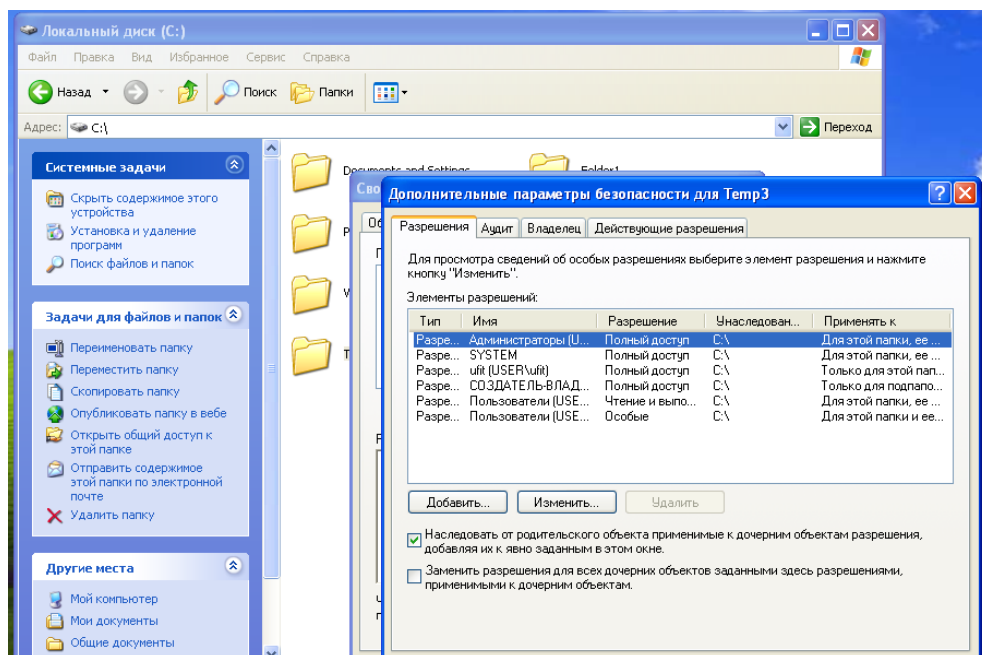 Локальный диск (C:)
Файл Правка Вид Избранное Сервис Справка
Назад Поиск Папки
Адрес: C:\ Переход
Системные задачи
Скрыть содержимое этого
устройства
Установка и удаление
программ
Поиск файлов и папок
Задачи для файлов и папок
Переименовать папку
Переместить папку
Скопировать папку
Опубликовать папку в вебе
Открыть общий доступ к
этой папке
Отправить содержимое
этой папки по электронной
почте
Удалить папку
Другие места
Мой компьютер
Мои документы
Общие документы
Documents and Settings Folder1
Сво
Дополнительные параметры безопасности для Temp3
Разрешения Аудит Владелец Действующие разрешения
Для просмотра сведений об особых разрешениях выберите элемент разрешения и нажмите
кнопку "Изменить".
Элементы разрешений:
Тип Имя Разрешение Унаследован... Применять к
Разре... Администраторы (U... Полный доступ C:\ Для этой папки, ее ...
Разре... SYSTEM Полный доступ C:\ Для этой папки, ее ...
Разре... ufit (USER\ufit) Полный доступ C:\ Только для этой пап...
Разре... СОЗДАТЕЛЬ-ВЛАД... Полный доступ C:\ Только для подпапо...
Разре... Пользователи (USE... Чтение и выпо... C:\ Для этой папки, ее ...
Разре... Пользователи (USE... Особые C:\ Для этой папки и ее...
Добавить... Изменить... Удалить
Наследовать от родительского объекта применимые к дочерним объектам разрешения,
добавляя их к явно заданным в этом окне.
Заменить разрешения для всех дочерних объектов заданными здесь разрешениями,
применимыми к дочерним объектам.